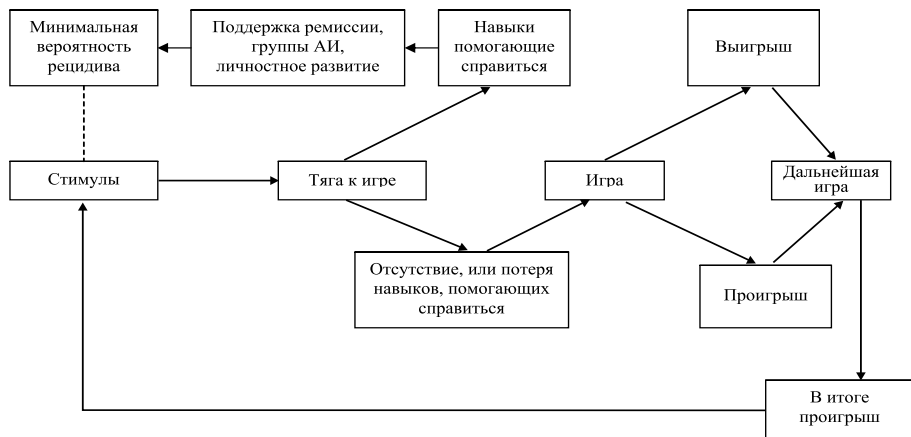 Минимальная
вероятность
рецидива
Поддержка ремиссии,
группы АИ,
личностное развитие
Навыки
помогающие
справиться
Выигрыш
Стимулы
Тяга к игре
Игра
Дальнейшая
игра
Отсутствие, или потеря
навыков, помогающих
справиться
Проигрыш
В итоге
проигрыш